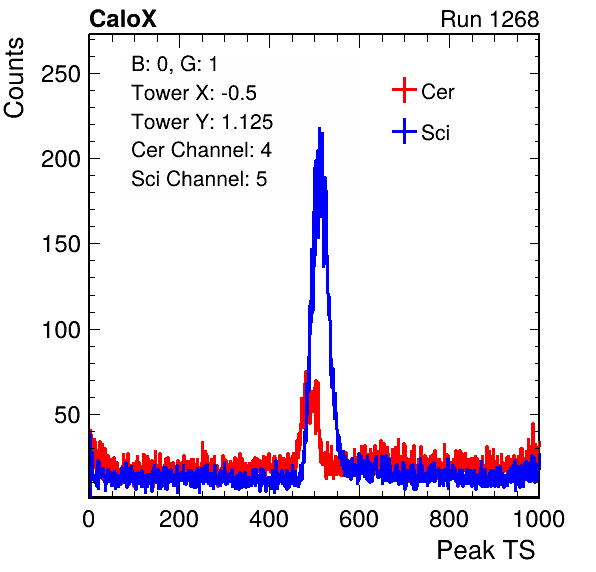 CaloX Run 1268
Counts
B: 0, G: 1
Tower X: -0.5
Tower Y: 1.125
Cer Channel: 4
Sci Channel: 5
Cer
Sci
250
200
150
100
50
0 200 400 600 800 1000
Peak TS